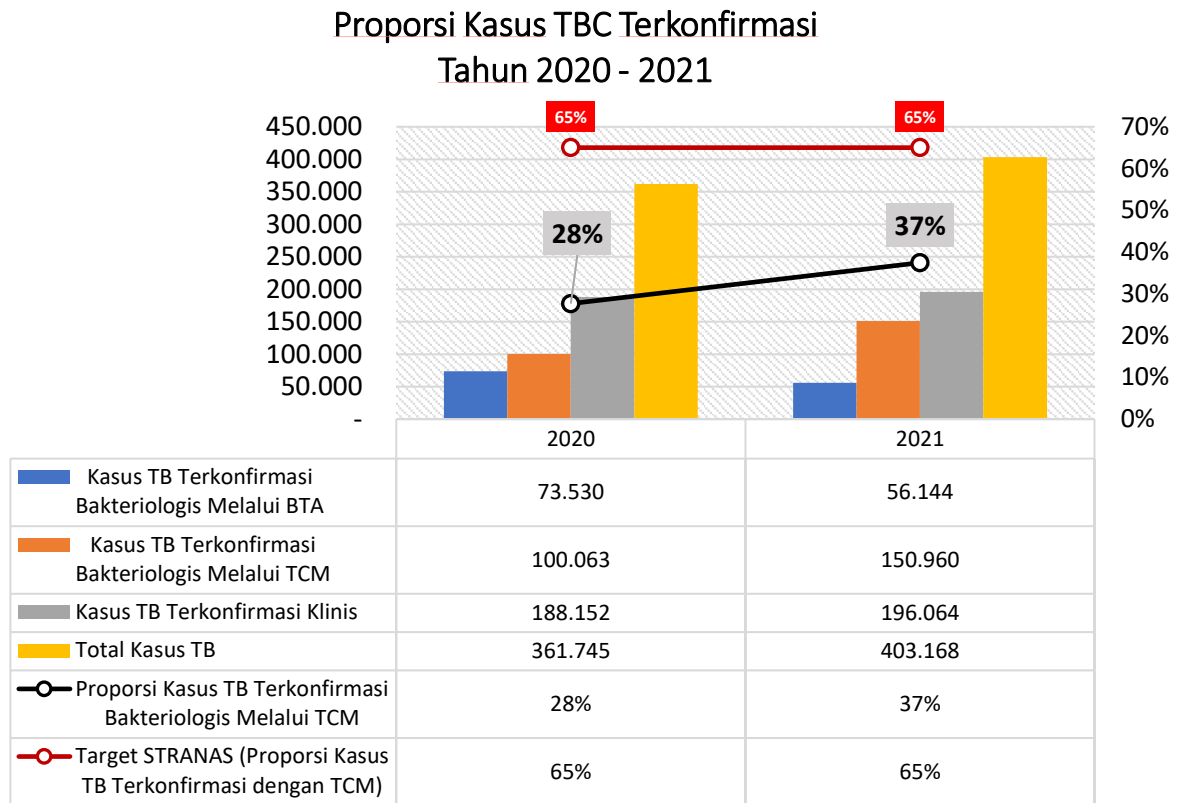 Proporsi Kasus TBC Terkonfirmasi
Tahun 2020 - 2021
65%
65%
28%
37%
450.000
400.000
350.000
300.000
250.000
200.000
150.000
100.000
50.000
-
70%
60%
50%
40%
30%
20%
10%
0%
2020 2021
Kasus TB Terkonfirmasi
Bakteriologis Melalui BTA
73.530 56.144
Kasus TB Terkonfirmasi
Bakteriologis Melalui TCM
100.063 150.960
Kasus TB Terkonfirmasi Klinis 188.152 196.064
Total Kasus TB 361.745 403.168
Proporsi Kasus TB Terkonfirmasi
Bakteriologis Melalui TCM
28% 37%
Target STRANAS (Proporsi Kasus
TB Terkonfirmasi dengan TCM)
65% 65%